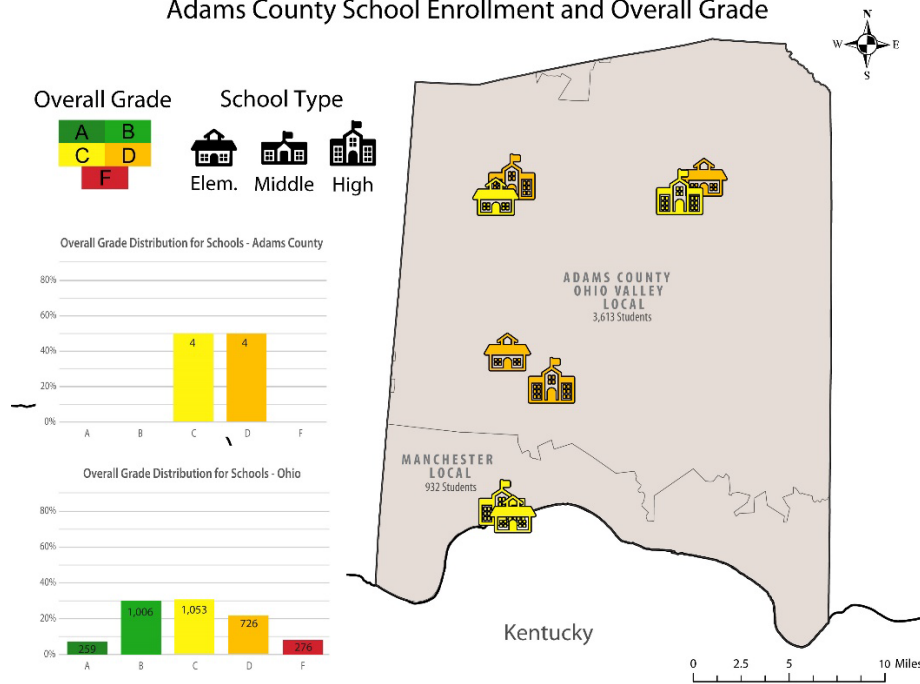 Adams County School Enrollment and Overall Grade
N
W E
S
Overall Grade
A B
C D
F
School Type
Elem. Middle High
Overall Grade Distribution for Schools - Adams County
80%
60%
40%
20%
0%
4 4
A B C D F
ADAMS COUNTY
OHIO VALLEY
LOCAL
3,613 Students
MANCHESTER
LOCAL
932 Students
Overall Grade Distribution for Schools - Ohio
80%
60%
40%
20%
0%
259 1,006 1,053 726 276
A B C D F
Kentucky
0 2.5 5 10 Miles